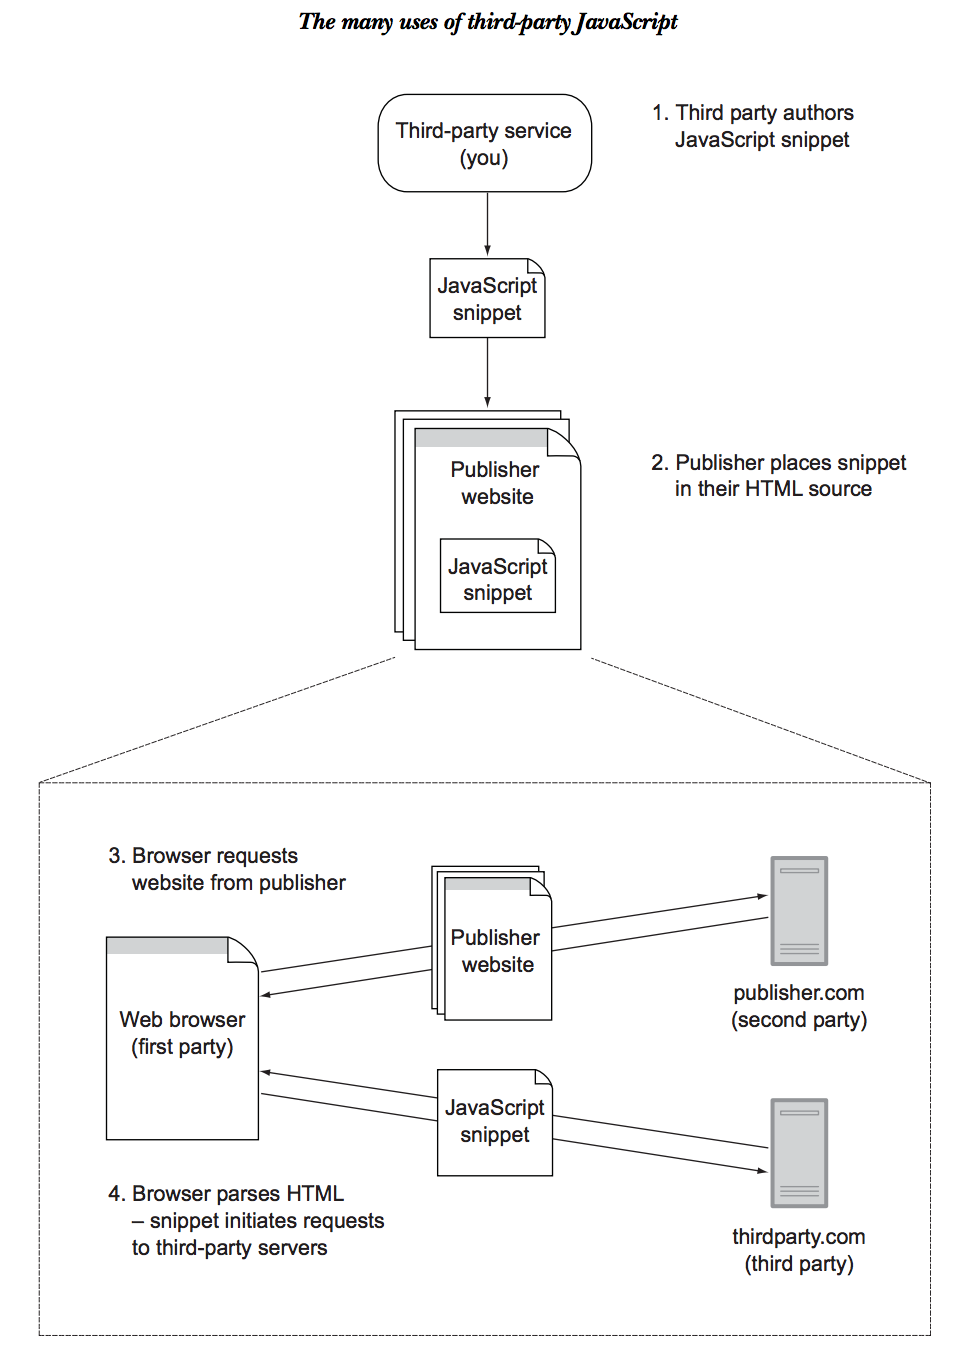 The many uses of third-party JavaScript
Third-party service
(you)
1. Third party authors
JavaScript snippet
JavaScript
snippet
Publisher
website
2. Publisher places snippet
in their HTML source
JavaScript
snippet
3. Browser requests
website from publisher
Publisher
website
publisher.com
(second party)
Web browser
(first party)
JavaScript
snippet
4. Browser parses HTML
– snippet initiates requests
to third-party servers
thirdparty.com
(third party)